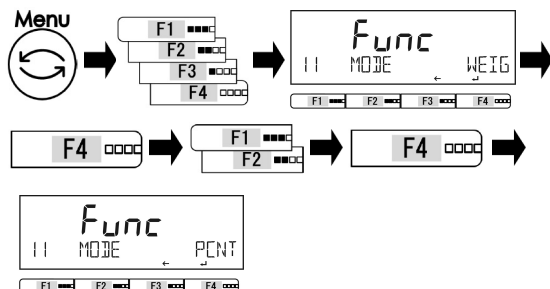 Menu
F1
F2
F3
F4
Func
11 MODE WEIG
F1 F2 F3 F4
F4
F1
F2
F4
Func
11 MODE PCNT
F1 F2 F3 F4